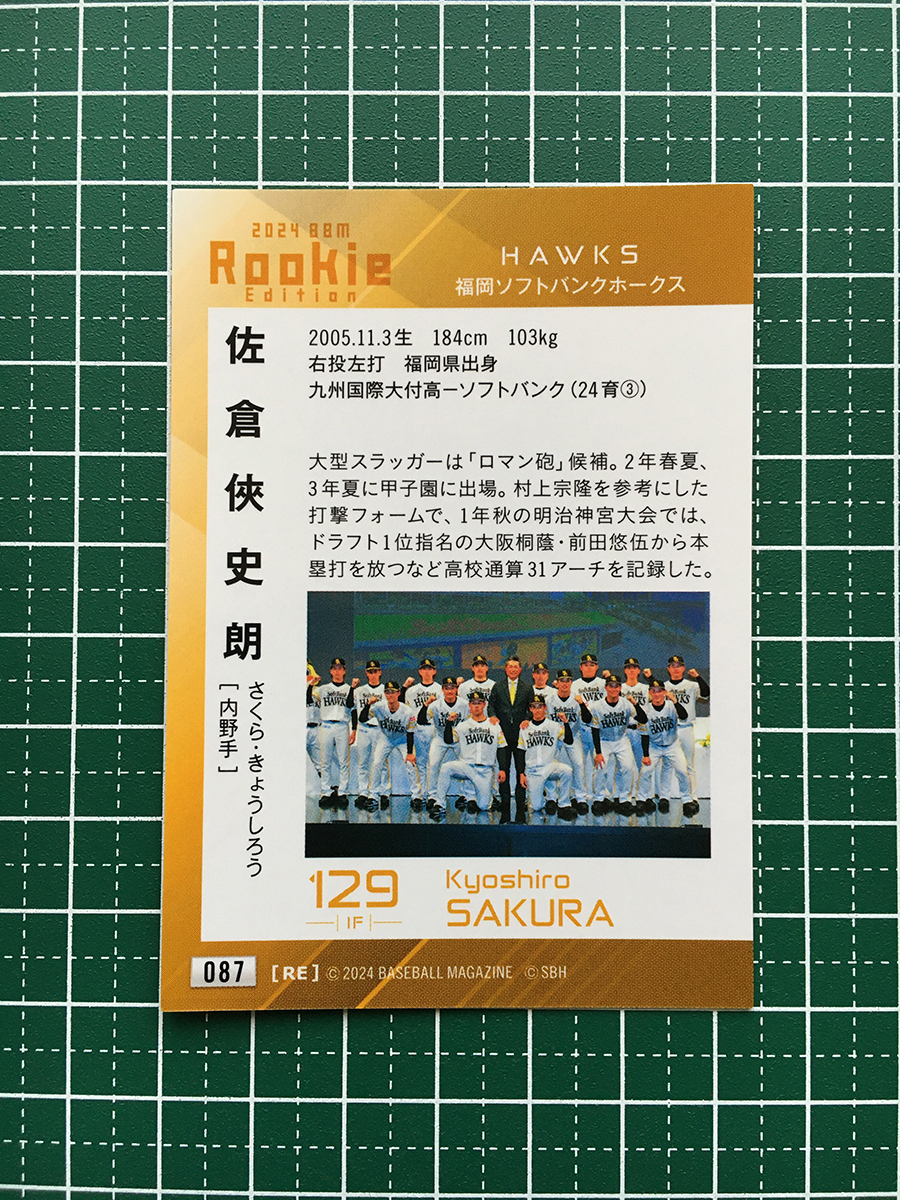 2024 BBM
Rookie
Edition
HAWKS
福岡ソフトバンクホークス
佐倉俠史朗
さくら・きょうしろう
[内野手]
2005.11.3生　184cm　103kg
右投左打　福岡県出身
九州国際大付高ーソフトバンク(24育③)
大型スラッガーは「ロマン砲」候補。2年春夏、
3年夏に甲子園に出場。村上宗隆を参考にした
打撃フォームで、1年秋の明治神宮大会では、
ドラフト1位指名の大阪桐蔭・前田悠伍から本
塁打を放つなど高校通算31アーチを記録した。
129
IF
Kyoshiro
SAKURA
087
[RE] ©2024 BASEBALL MAGAZINE ©SBH